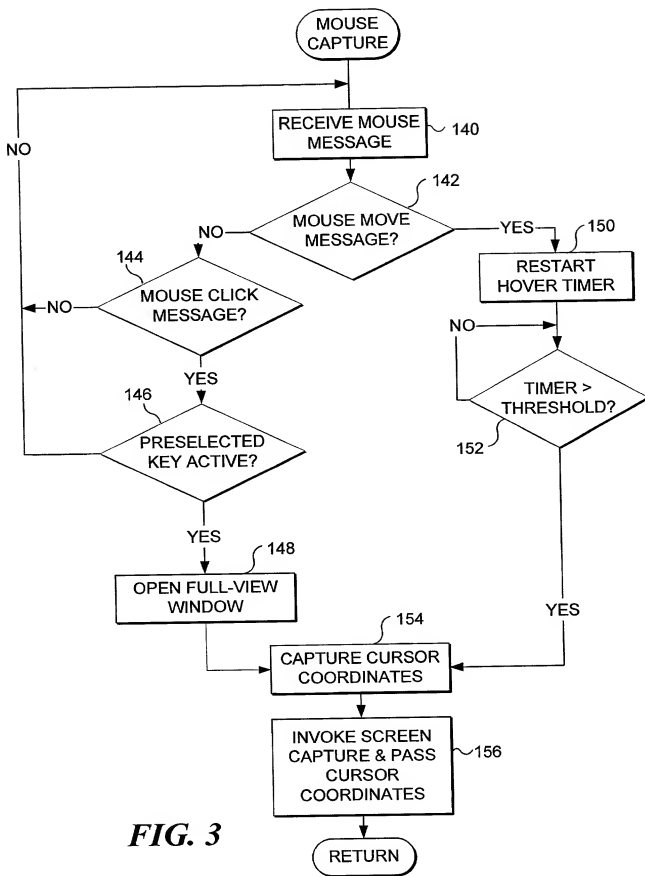 MOUSE
CAPTURE
RECEIVE MOUSE
MESSAGE
140
NO
142
MOUSE MOVE
MESSAGE?
NO
YES
150
144
RESTART
HOVER TIMER
MOUSE CLICK
MESSAGE?
NO
NO
YES
TIMER >
THRESHOLD?
146
152
PRESELECTED
KEY ACTIVE?
YES
148
OPEN FULL-VIEW
WINDOW
YES
154
CAPTURE CURSOR
COORDINATES
INVOKE SCREEN
CAPTURE & PASS
CURSOR
COORDINATES
156
FIG. 3
RETURN